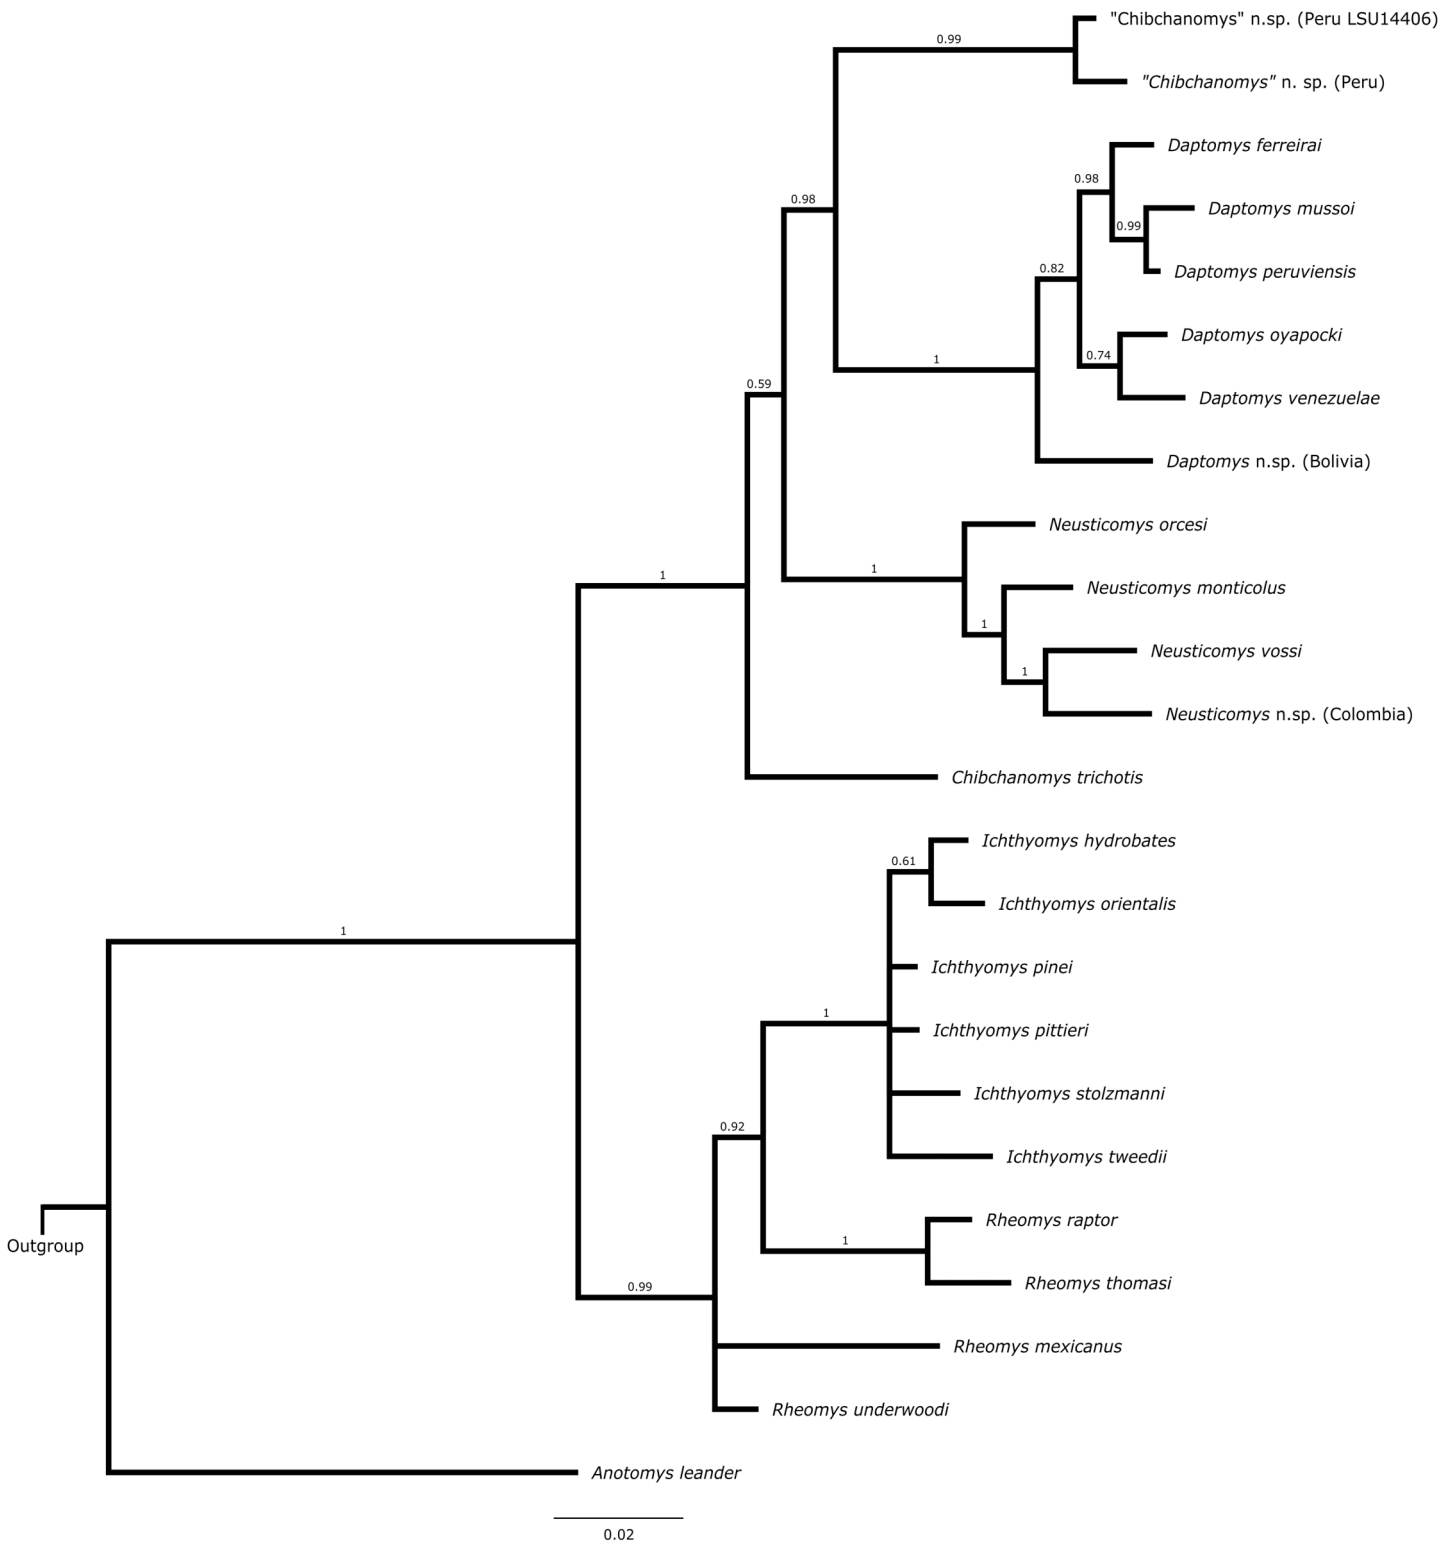 "Chibchanomys" n.sp. (Peru LSU14406)
0.99
"Chibchanomys" n. sp. (Peru)
Daptomys ferreirai
0.98
0.98
Daptomys mussoi
0.99
Daptomys peruviensis
0.82
Daptomys oyapocki
0.74
1
0.59
Daptomys venezuelae
Daptomys n.sp. (Bolivia)
Neusticomys orcesi
1
1
Neusticomys monticolus
1
Neusticomys vossi
1
Neusticomys n.sp. (Colombia)
Chibchanomys trichotis
Ichthyomys hydrobates
0.61
Ichthyomys orientalis
1
Ichthyomys pinei
1
Ichthyomys pittieri
Ichthyomys stolzmanni
0.92
Ichthyomys tweedii
Rheomys raptor
1
Outgroup
Rheomys thomasi
0.99
Rheomys mexicanus
Rheomys underwoodi
Anotomys leander
0.02